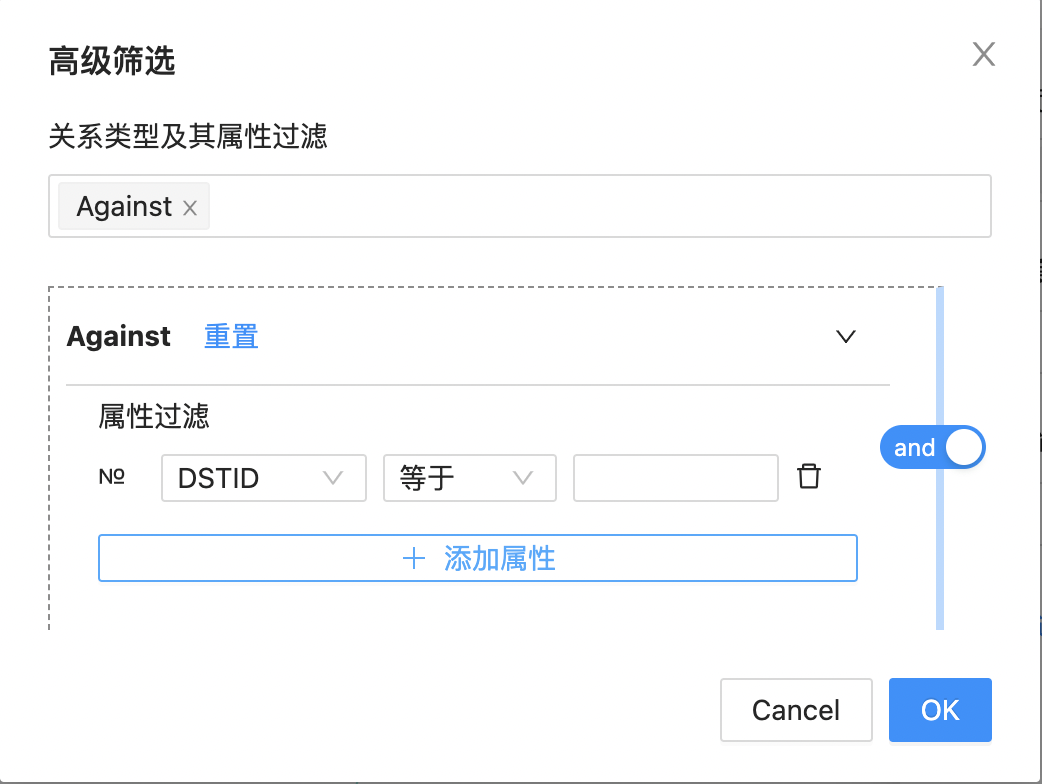 高级筛选
关系类型及其属性过滤
Against
Against 重置
属性过滤
and
№ DSTID 等于
添加属性
Cancel OK